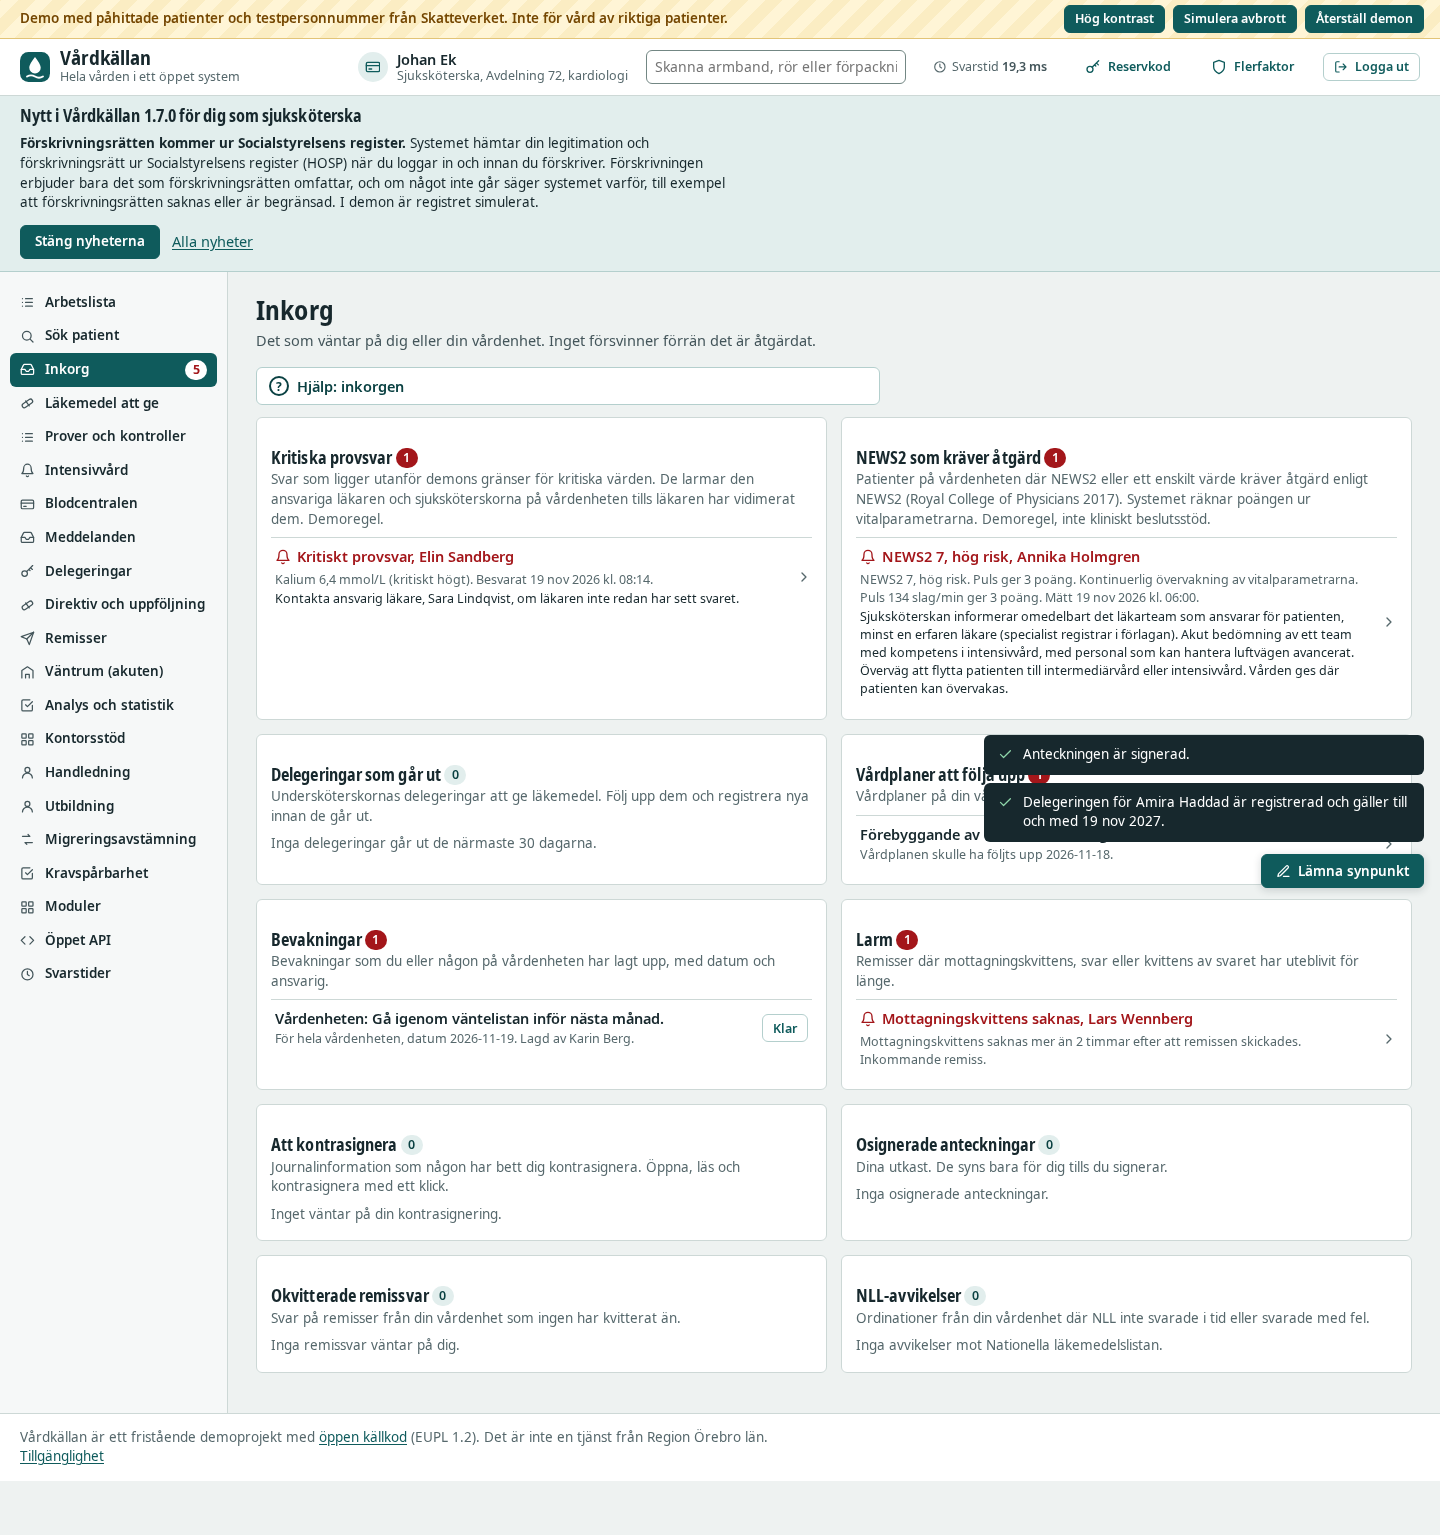 Demo med påhittade patienter och testpersonnummer från Skatteverket. Inte för vård av riktiga patienter.
Hög kontrast
Simulera avbrott
Återställ demon
Vårdkällan
Hela vården i ett öppet system
Johan Ek
Sjuksköterska, Avdelning 72, kardiologi
Skanna armband, rör eller förpackni
Svarstid 19,3 ms
Reservkod
Flerfaktor
Logga ut
Nytt i Vårdkällan 1.7.0 för dig som sjuksköterska
Förskrivningsrätten kommer ur Socialstyrelsens register. Systemet hämtar din legitimation och
förskrivningsrätt ur Socialstyrelsens register (HOSP) när du loggar in och innan du förskriver. Förskrivningen
erbjuder bara det som förskrivningsrätten omfattar, och om något inte går säger systemet varför, till exempel
att förskrivningsrätten saknas eller är begränsad. I demon är registret simulerat.
Stäng nyheterna
Alla nyheter
Arbetslista
Sök patient
Inkorg 5
Läkemedel att ge
Prover och kontroller
Intensivvård
Blodcentralen
Meddelanden
Delegeringar
Direktiv och uppföljning
Remisser
Väntrum (akuten)
Analys och statistik
Kontorsstöd
Handledning
Utbildning
Migreringsavstämning
Kravspårbarhet
Moduler
Öppet API
Svarstider
Inkorg
Det som väntar på dig eller din vårdenhet. Inget försvinner förrän det är åtgärdat.
? Hjälp: inkorgen
Kritiska provsvar 1
Svar som ligger utanför demons gränser för kritiska värden. De larmar den
ansvariga läkaren och sjuksköterskorna på vårdenheten tills läkaren har vidimerat
dem. Demoregel.
Kritiskt provsvar, Elin Sandberg
Kalium 6,4 mmol/L (kritiskt högt). Besvarat 19 nov 2026 kl. 08:14.
Kontakta ansvarig läkare, Sara Lindqvist, om läkaren inte redan har sett svaret.
NEWS2 som kräver åtgärd 1
Patienter på vårdenheten där NEWS2 eller ett enskilt värde kräver åtgärd enligt
NEWS2 (Royal College of Physicians 2017). Systemet räknar poängen ur
vitalparametrarna. Demoregel, inte kliniskt beslutsstöd.
NEWS2 7, hög risk, Annika Holmgren
NEWS2 7, hög risk. Puls ger 3 poäng. Kontinuerlig övervakning av vitalparametrarna.
Puls 134 slag/min ger 3 poäng. Mätt 19 nov 2026 kl. 06:00.
Sjuksköterskan informerar omedelbart det läkarteam som ansvarar för patienten,
minst en erfaren läkare (specialist registrar i förlagan). Akut bedömning av ett team
med kompetens i intensivvård, med personal som kan hantera luftvägen avancerat.
Överväg att flytta patienten till intermediärvård eller intensivvård. Vården ges där
patienten kan övervakas.
Delegeringar som går ut 0
Undersköterskornas delegeringar att ge läkemedel. Följ upp dem och registrera nya
innan de går ut.
Inga delegeringar går ut de närmaste 30 dagarna.
Vårdplaner att följa upp 1
Vårdplaner på din
Förebyggande av
Vårdplanen skulle ha följts upp 2026-11-18.
Anteckningen är signerad.
Delegeringen för Amira Haddad är registrerad och gäller till
och med 19 nov 2027.
Lämna synpunkt
Bevakningar 1
Bevakningar som du eller någon på vårdenheten har lagt upp, med datum och
ansvarig.
Vårdenheten: Gå igenom väntelistan inför nästa månad.
För hela vårdenheten, datum 2026-11-19. Lagd av Karin Berg.
Klar
Larm 1
Remisser där mottagningskvittens, svar eller kvittens av svaret har uteblivit för
länge.
Mottagningskvittens saknas, Lars Wennberg
Mottagningskvittens saknas mer än 2 timmar efter att remissen skickades.
Inkommande remiss.
Att kontrasignera 0
Journalinformation som någon har bett dig kontrasignera. Öppna, läs och
kontrasignera med ett klick.
Inget väntar på din kontrasignering.
Osignerade anteckningar 0
Dina utkast. De syns bara för dig tills du signerar.
Inga osignerade anteckningar.
Okvitterade remissvar 0
Svar på remisser från din vårdenhet som ingen har kvitterat än.
Inga remissvar väntar på dig.
NLL-avvikelser 0
Ordinationer från din vårdenhet där NLL inte svarade i tid eller svarade med fel.
Inga avvikelser mot Nationella läkemedelslistan.
Vårdkällan är ett fristående demoprojekt med öppen källkod (EUPL 1.2). Det är inte en tjänst från Region Örebro län.
Tillgänglighet